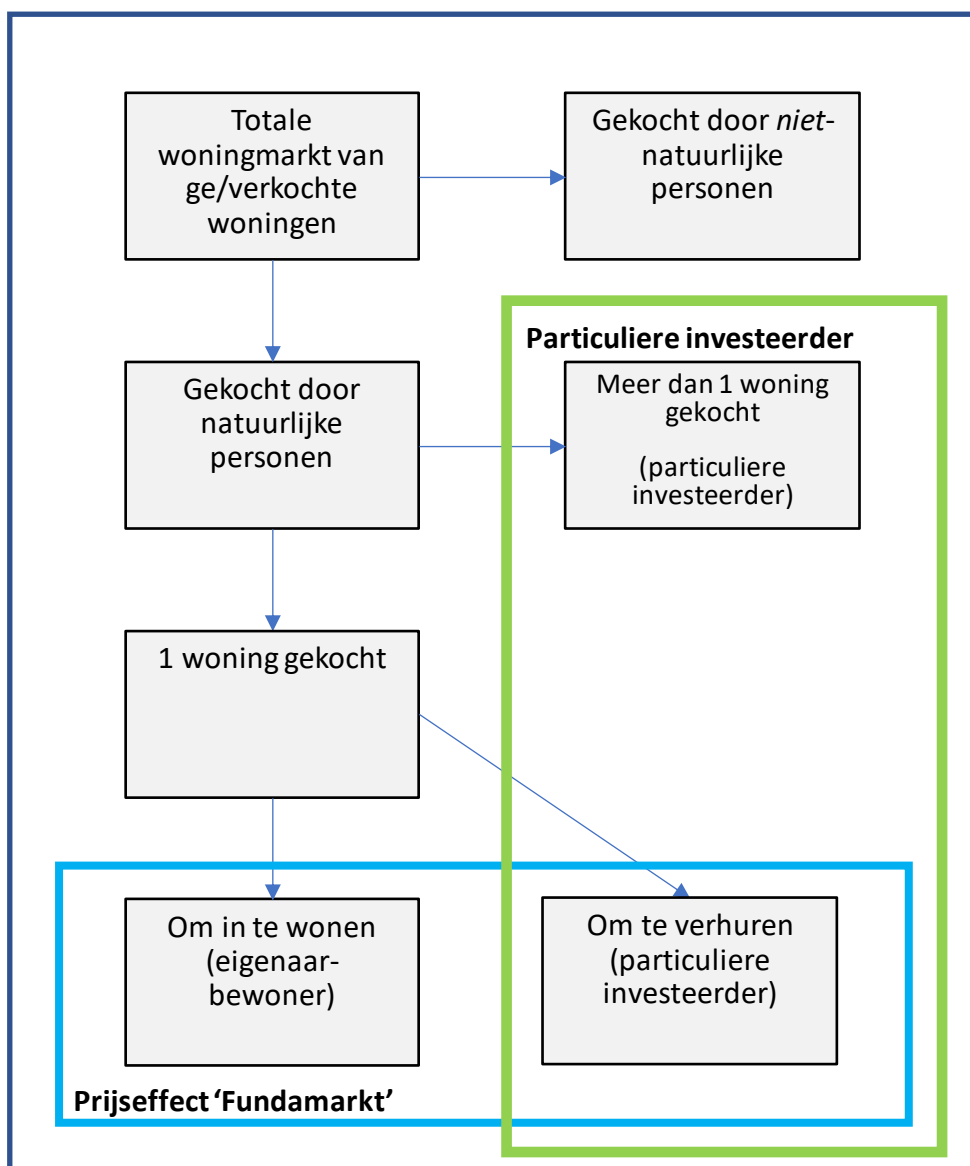 Totale
woningmarkt van
ge/verkochte
woningen
Gekocht door niet-
natuurlijke
personen
Particuliere investeerder
Gekocht door
natuurlijke
personen
Meer dan 1 woning
gekocht
(particuliere
investeerder)
1 woning gekocht
Om in te wonen
(eigenaar-
bewoner)
Om te verhuren
(particuliere
investeerder)
Prijseffect ‘Fundamarkt’